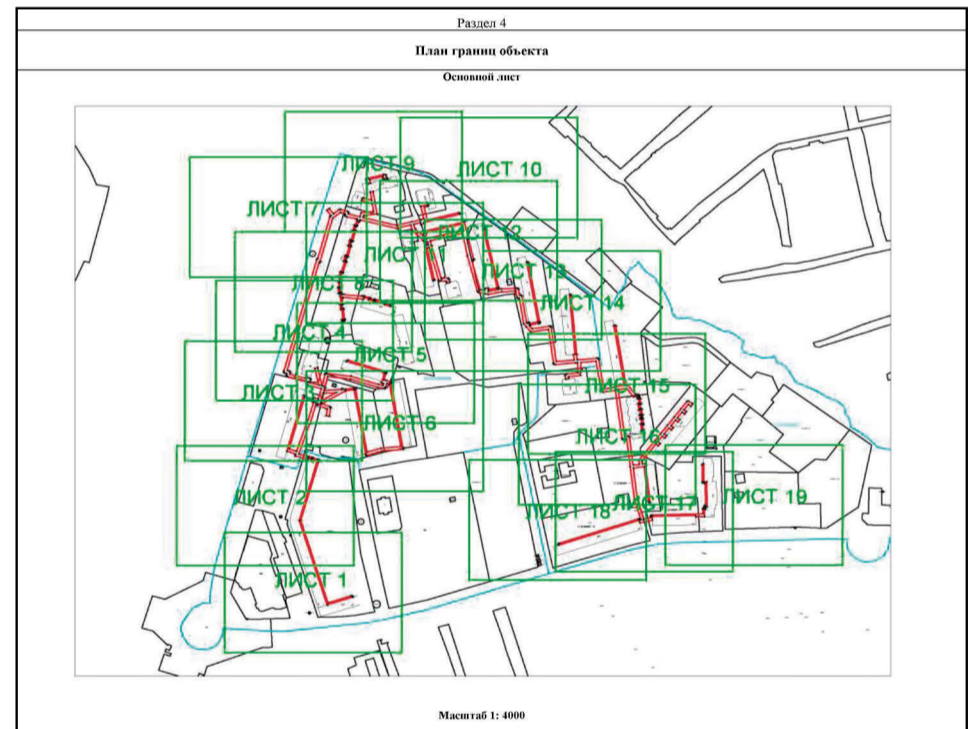 Раздел 4
План границ объекта
Основной лист
ЛИСТ 9
ЛИСТ 10
ЛИСТ 7
ЛИСТ 12
ЛИСТ 11
ЛИСТ 13
ЛИСТ 8
ЛИСТ 14
ЛИСТ 4
ЛИСТ 5
ЛИСТ 3
ЛИСТ 15
ЛИСТ 6
ЛИСТ 16
ЛИСТ 2
ЛИСТ 18
ЛИСТ 17
ЛИСТ 19
ЛИСТ 1
Масштаб 1: 4000